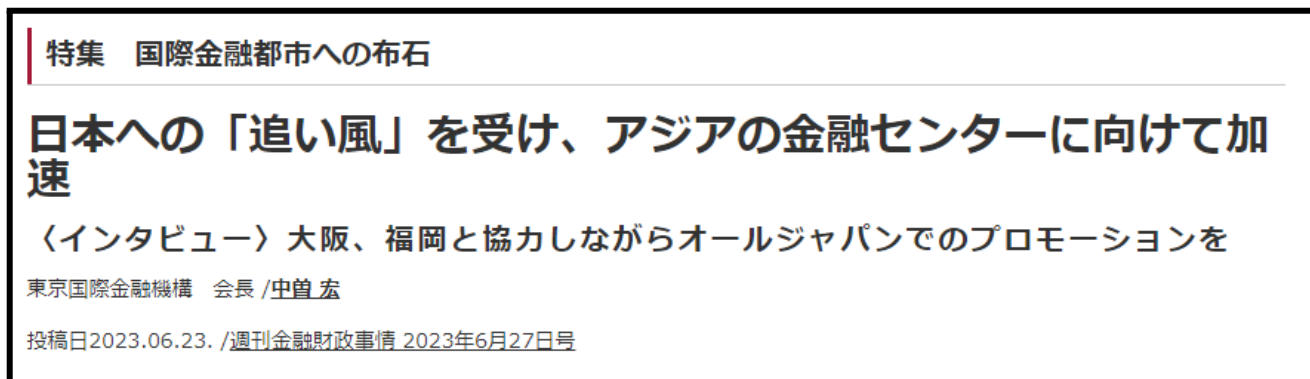 特集　国際金融都市への布石
日本への「追い風」を受け、アジアの金融センターに向けて加
速
〈インタビュー〉大阪、福岡と協力しながらオールジャパンでのプロモーションを
東京国際金融機構　会長 /中曽 宏
投稿日2023.06.23. /週刊金融財政事情 2023年6月27日号